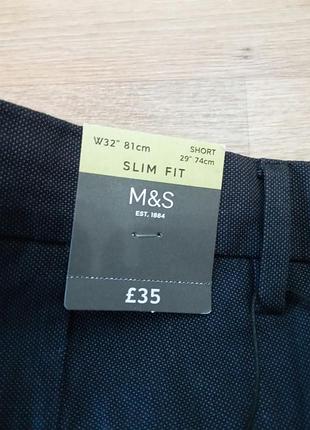 W32" 81cm SHORT
29" 74cm
SLIM FIT
M&S
EST. 1884
£35